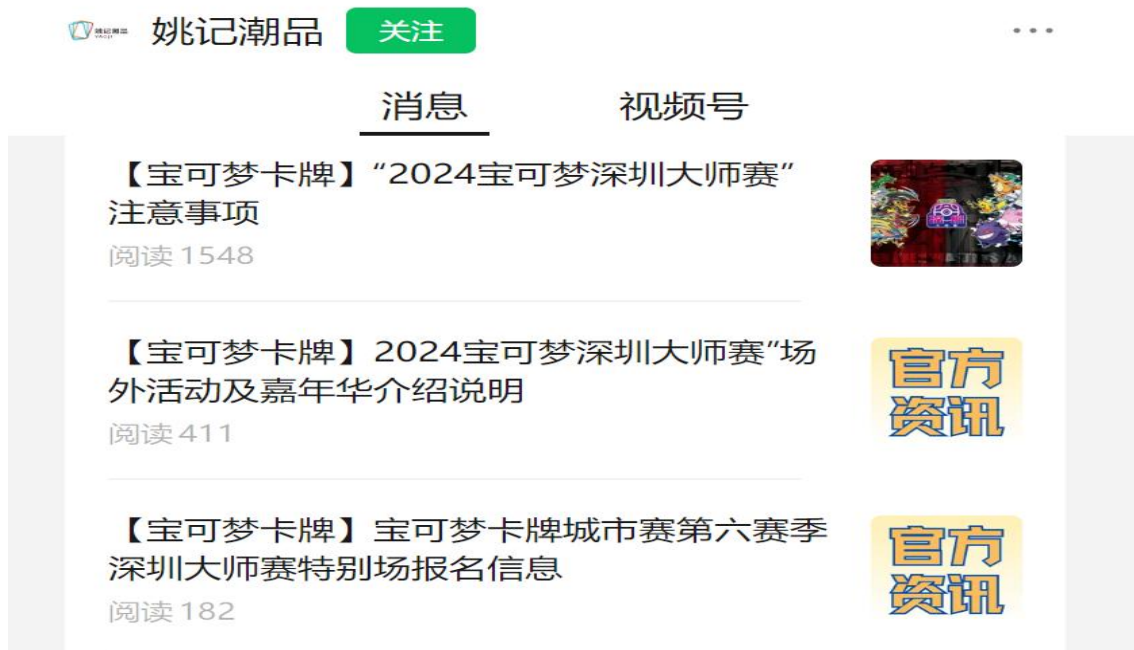 姚记潮品 关注
消息 视频号
【宝可梦卡牌】“2024宝可梦深圳大师赛”
注意事项
阅读 1548
【宝可梦卡牌】2024宝可梦深圳大师赛”场
外活动及嘉年华介绍说明
官方
资讯
阅读 411
【宝可梦卡牌】宝可梦卡牌城市赛第六赛季
深圳大师赛特别场报名信息
官方
资讯
阅读 182